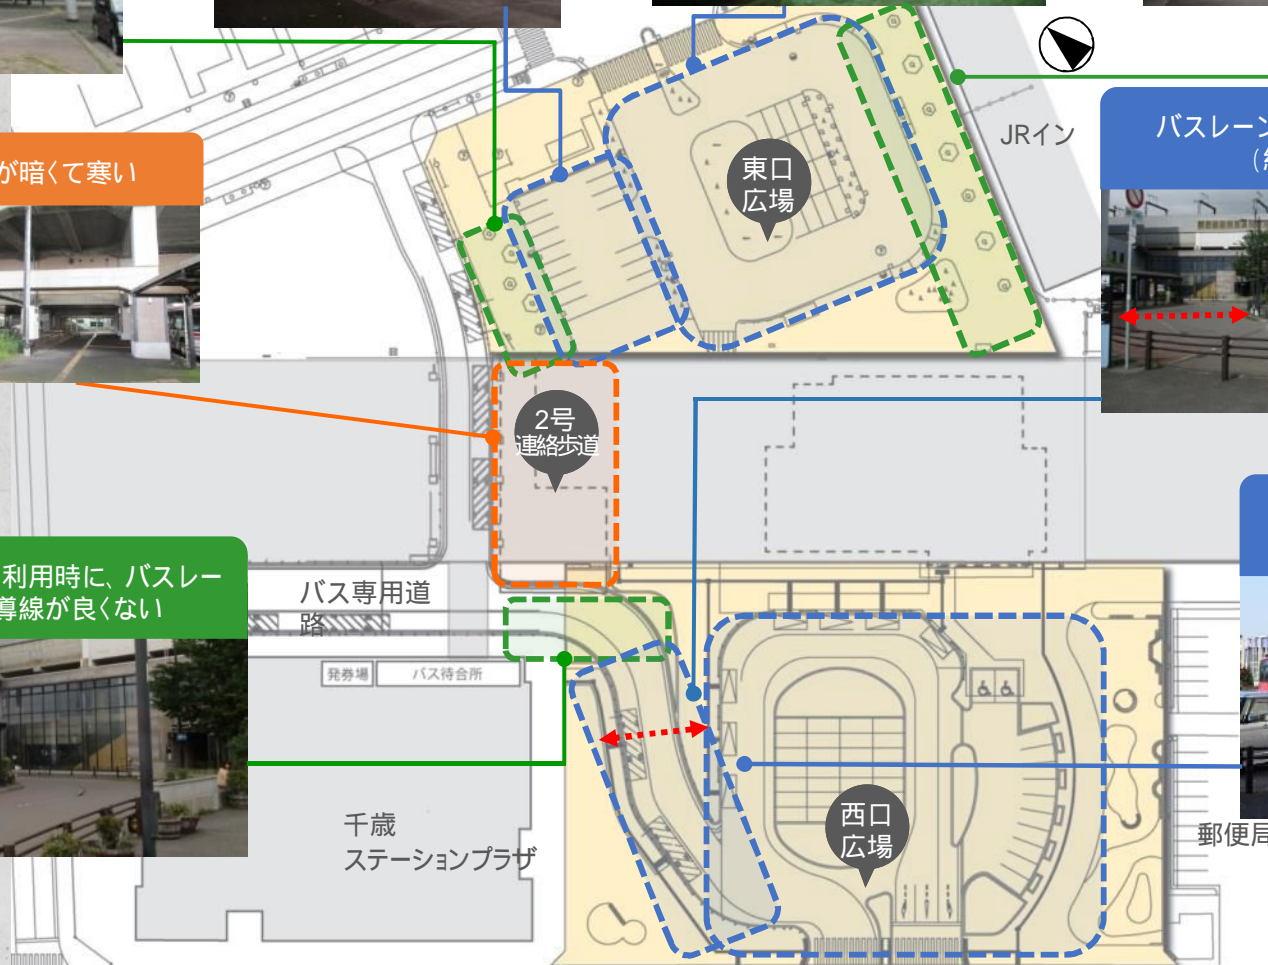 JRイン
バスレーン
(
が暗くて寒い
東口
広場
2号
連絡歩道
利用時に、バスレー
導線が良くない
バス専用道
路
発券場
バス待合所
千歳
ステーションプラザ
西口
広場
郵便局